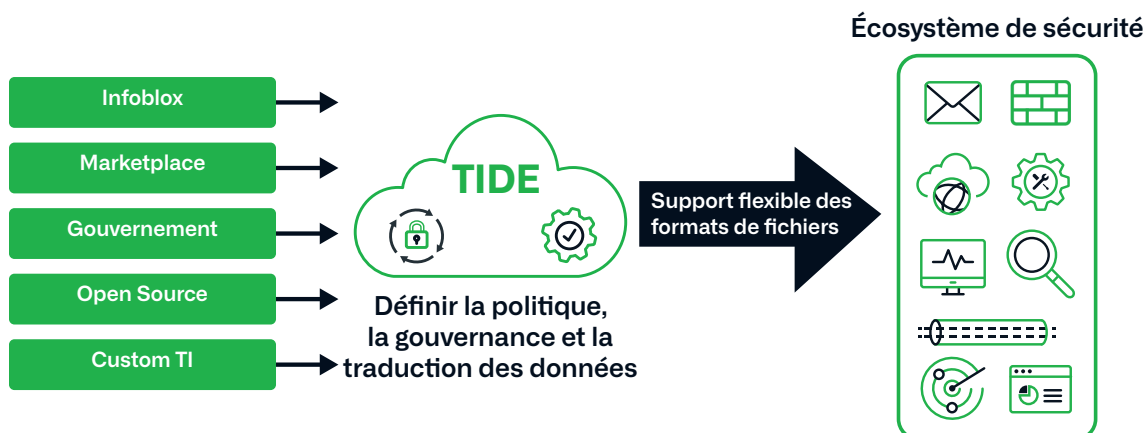 Écosystème de sécurité
Infoblox
Marketplace
Gouvernement
Open Source
Custom TI
TIDE
Définir la politique,
la gouvernance et la
traduction des données
Support flexible des
formats de fichiers